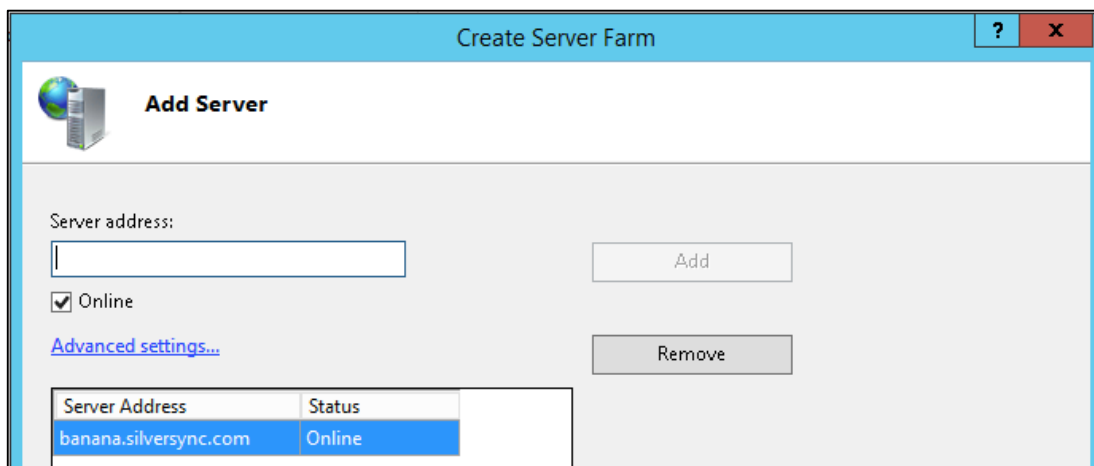 Create Server Farm
? x
Add Server
Server address:
Add
Online
Advanced settings...
Remove
Server Address Status
banana.silversync.com Online